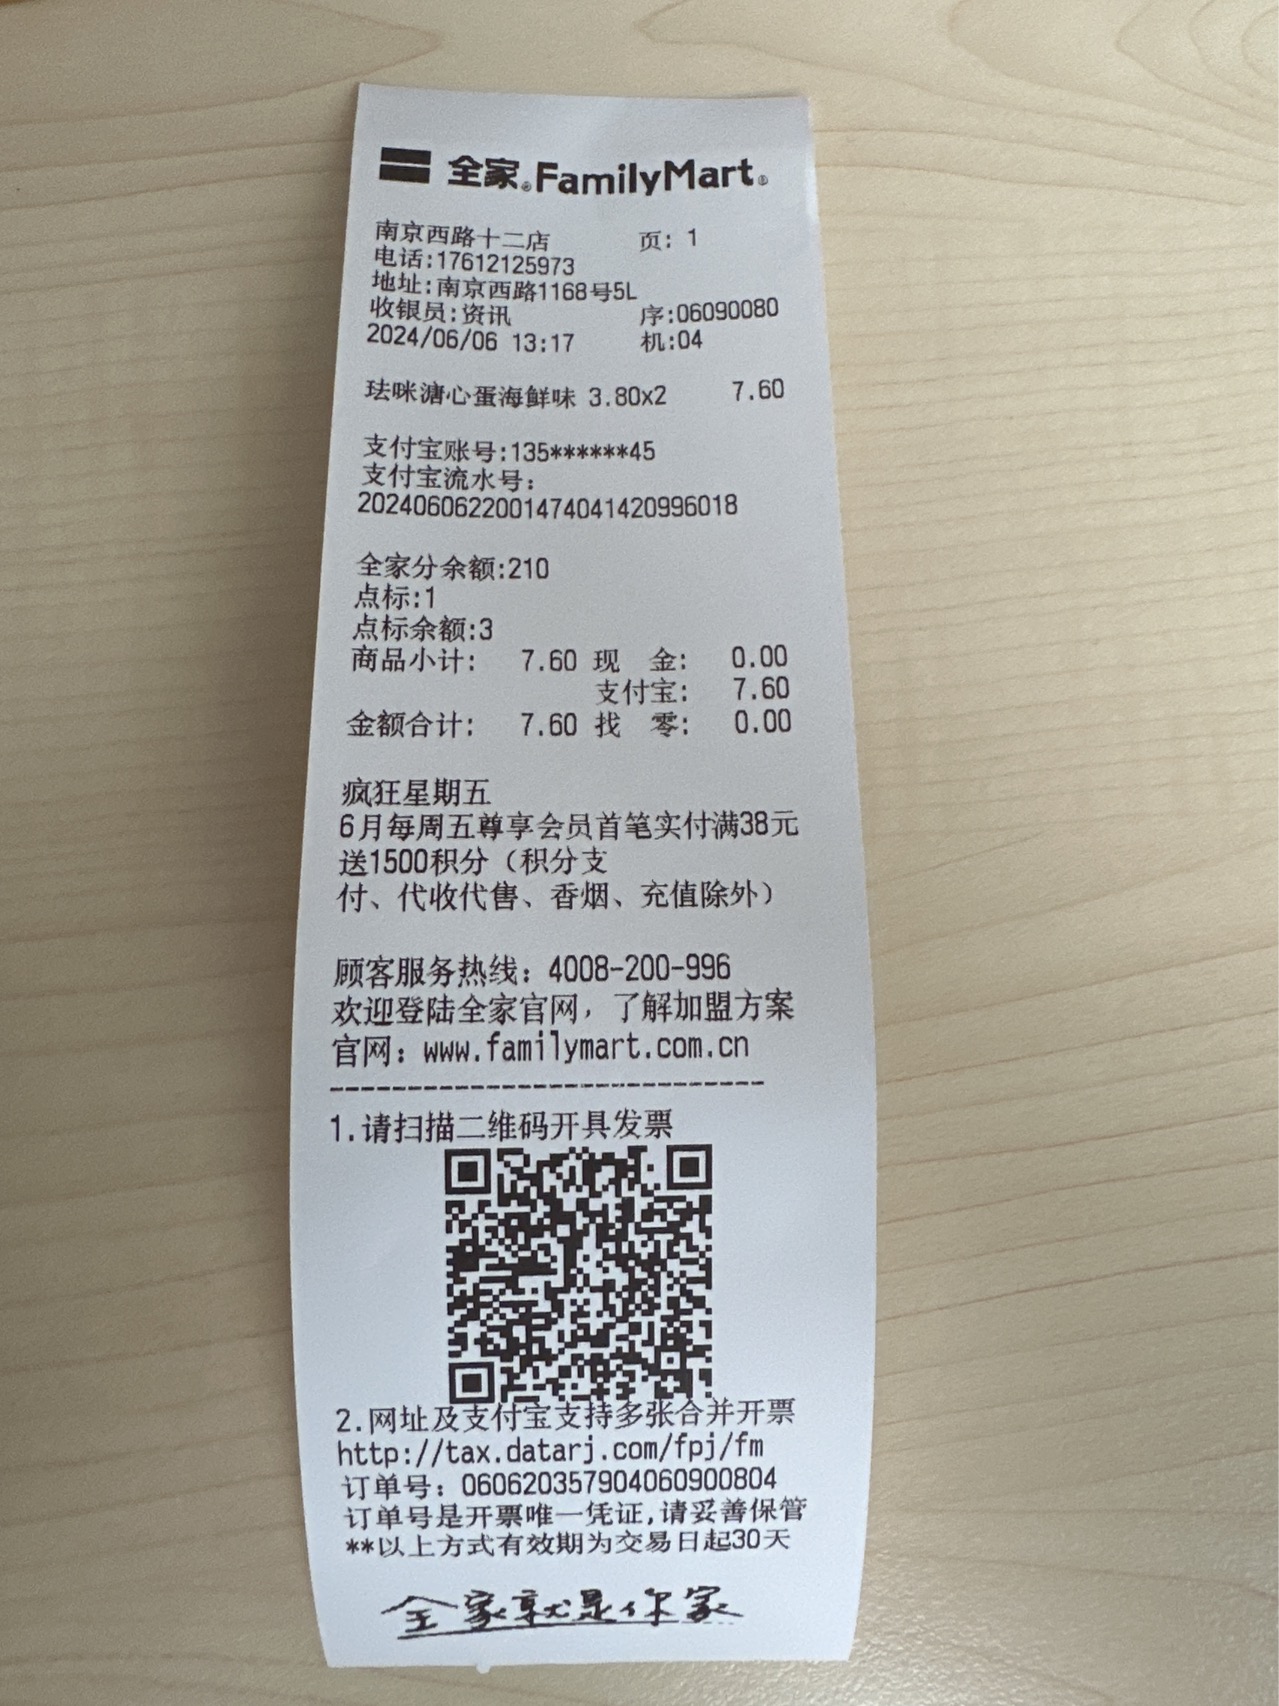 全家®FamilyMart®
南京西路十二店 页: 1
电话:17612125973
地址:南京西路1168号5L
收银员:资讯 序:06090080
2024/06/06 13:17 机:04
珐咪溏心蛋海鲜味 3.80x2 7.60
支付宝账号:135******45
支付宝流水号:
2024060622001474041420996018
全家分余额:210
点标:1
点标余额:3
商品小计: 7.60 现 金: 0.00
支付宝: 7.60
金额合计: 7.60 找 零: 0.00
疯狂星期五
6月每周五尊享会员首笔实付满38元
送1500积分（积分支
付、代收代售、香烟、充值除外）
顾客服务热线：4008-200-996
欢迎登陆全家官网，了解加盟方案
官网：www.familymart.com.cn
1.请扫描二维码开具发票
2.网址及支付宝支持多张合并开票
http://tax.datarj.com/fpj/fm
订单号：0606203579040609​00804
订单号是开票唯一凭证,请妥善保管
**以上方式有效期为交易日起30天
全家就是你家